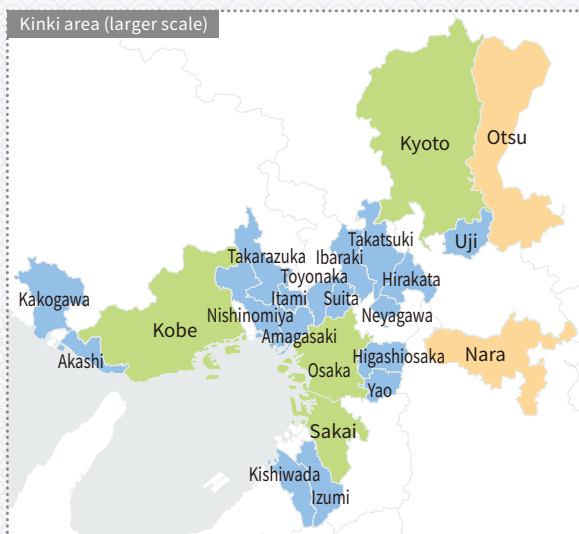 Kinki area (larger scale)
Kyoto
Otsu
Takatsuki
Uji
Takarazuka
Ibaraki
Toyonaka
Hirakata
Kakogawa
Itami
Suita
Nishinomiya
Neyagawa
Kobe
Amagasaki
Akashi
Higashiosaka
Nara
Osaka
Yao
Sakai
Kishiwada
Izumi